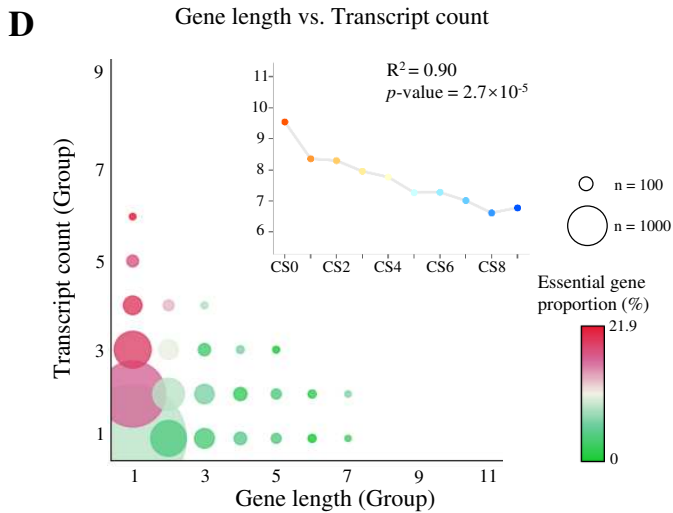 D
Gene length vs. Transcript count
R² = 0.90
p-value = 2.7×10⁻⁵
11
10
9
8
7
6
CS0 CS2 CS4 CS6 CS8
Transcript count (Group)
9
7
5
3
1
1 3 5 7 9 11
Gene length (Group)
n = 100
n = 1000
Essential gene
proportion (%)
21.9
0